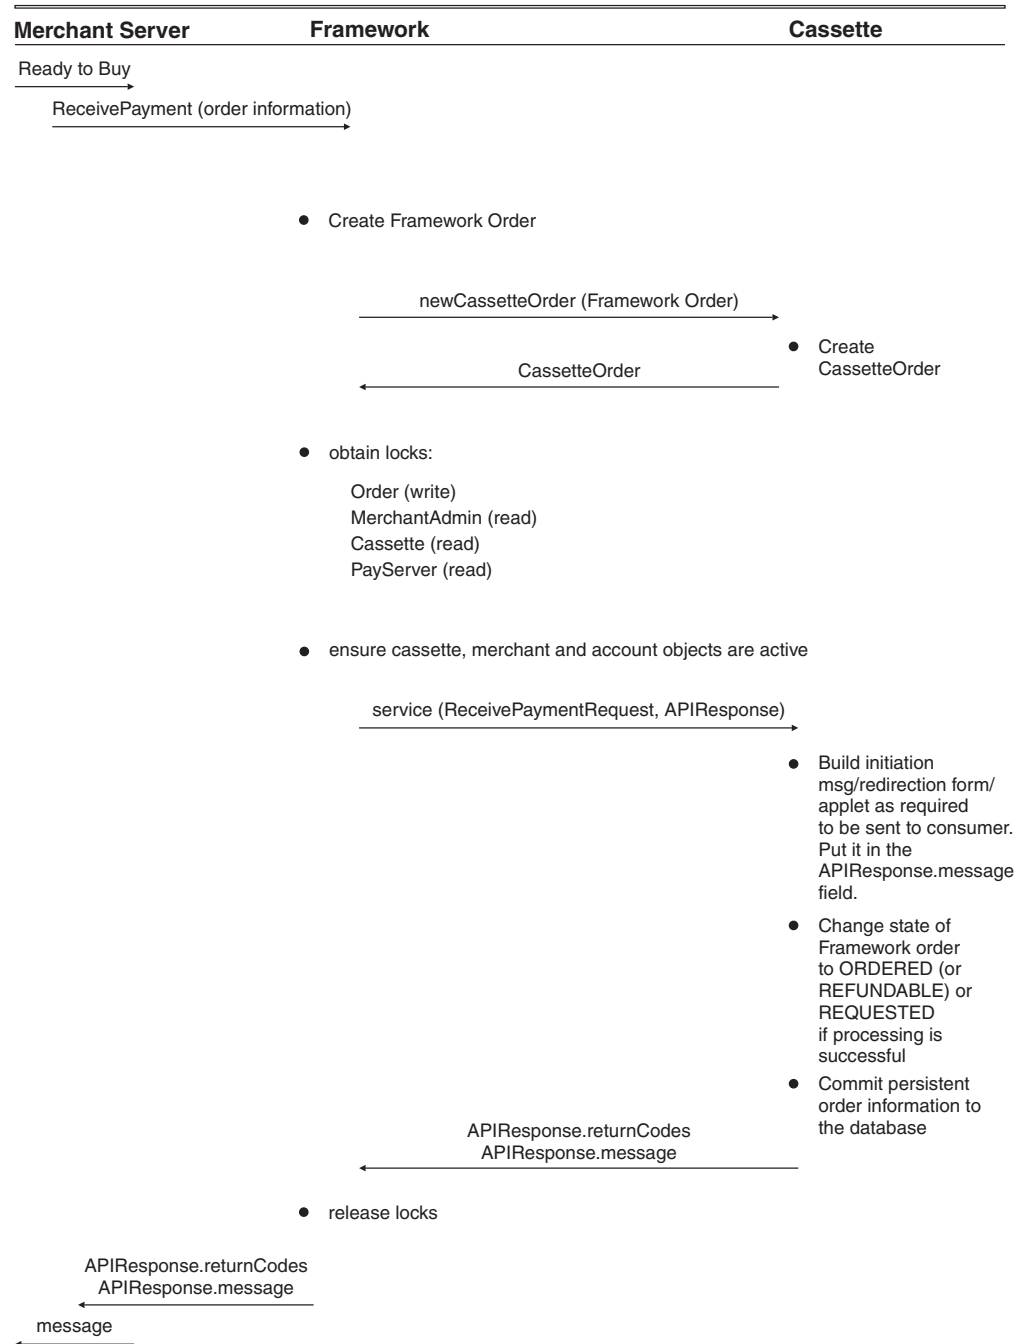 Merchant Server Framework Cassette
Ready to Buy
ReceivePayment (order information)
● Create Framework Order
newCassetteOrder (Framework Order)
● Create
CassetteOrder
CassetteOrder
● obtain locks:
Order (write)
MerchantAdmin (read)
Cassette (read)
PayServer (read)
● ensure cassette, merchant and account objects are active
service (ReceivePaymentRequest, APIResponse)
● Build initiation
msg/redirection form/
applet as required
to be sent to consumer.
Put it in the
APIResponse.message
field.
● Change state of
Framework order
to ORDERED (or
REFUNDABLE) or
REQUESTED
if processing is
successful
● Commit persistent
order information to
the database
APIResponse.returnCodes
APIResponse.message
● release locks
APIResponse.returnCodes
APIResponse.message
message